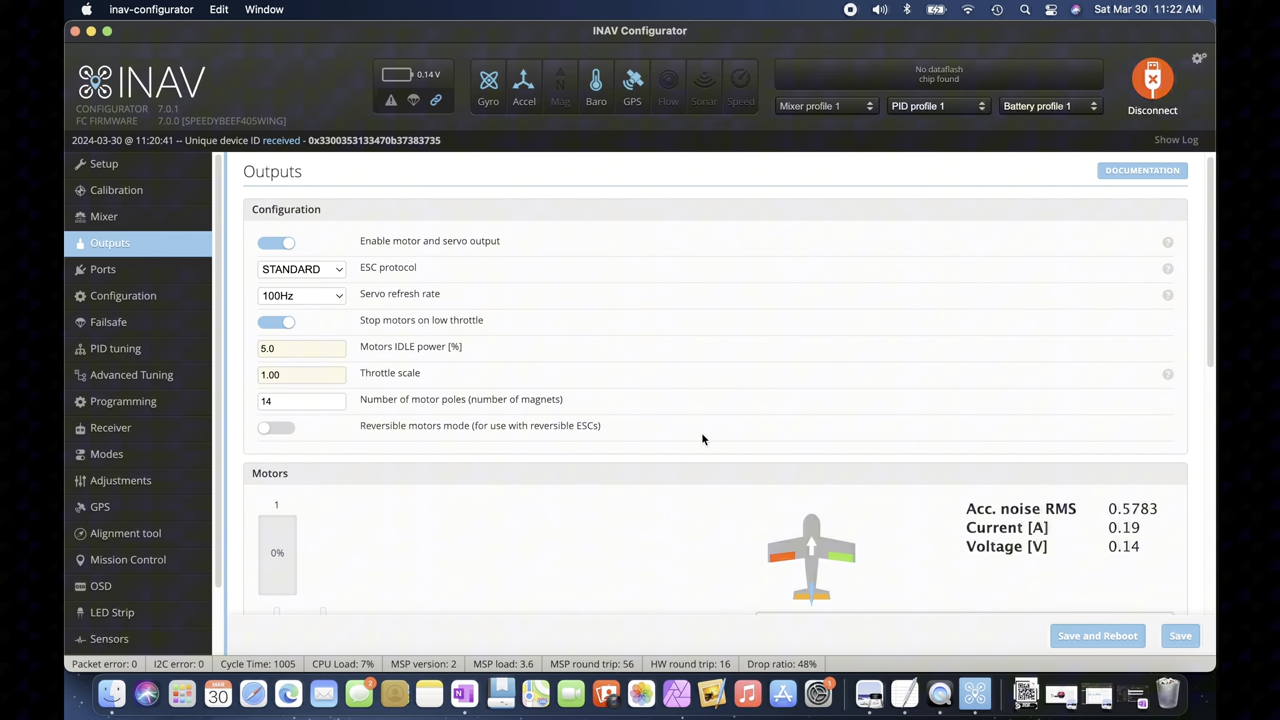 inav-configurator Edit Window Sat Mar 30 11:22 AM
INAV Configurator
INAV
CONFIGURATOR 7.0.1
FC FIRMWARE 7.0.0 [SPEEDYBEEF405WING]
0.14 V
Gyro Accel Mag Baro GPS Flow Sonar Speed
No dataflash
chip found
Mixer profile 1 PID profile 1 Battery profile 1
Disconnect
2024-03-30 @ 11:20:41 -- Unique device ID received - 0x3300353133470b37383735
Show Log
Setup
Calibration
Mixer
Outputs
Ports
Configuration
Failsafe
PID tuning
Advanced Tuning
Programming
Receiver
Modes
Adjustments
GPS
Alignment tool
Mission Control
OSD
LED Strip
Sensors
Outputs
DOCUMENTATION
Configuration
Enable motor and servo output ?
STANDARD ESC protocol ?
100Hz Servo refresh rate ?
Stop motors on low throttle
5.0 Motors IDLE power [%]
1.00 Throttle scale ?
14 Number of motor poles (number of magnets)
Reversible motors mode (for use with reversible ESCs)
Motors
1
0%
Acc. noise RMS 0.5783
Current [A] 0.19
Voltage [V] 0.14
Save and Reboot Save
Packet error: 0 I2C error: 0 Cycle Time: 1005 CPU Load: 7% MSP version: 2 MSP load: 3.6 MSP round trip: 56 HW round trip: 16 Drop ratio: 48%
MAR
30
2
1